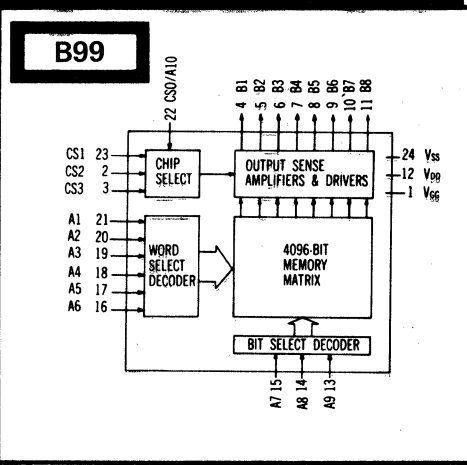 B99
22 CS0/A10
4 B1
5 B2
6 B3
7 B4
8 B5
9 B6
10 B7
11 B8
CS1 23
CS2 2
CS3 3
CHIP
SELECT
OUTPUT SENSE
AMPLIFIERS & DRIVERS
24 VSS
12 VDD
1 VGG
A1 21
A2 20
A3 19
A4 18
A5 17
A6 16
WORD
SELECT
DECODER
4096-BIT
MEMORY
MATRIX
BIT SELECT DECODER
A7 15
A8 14
A9 13